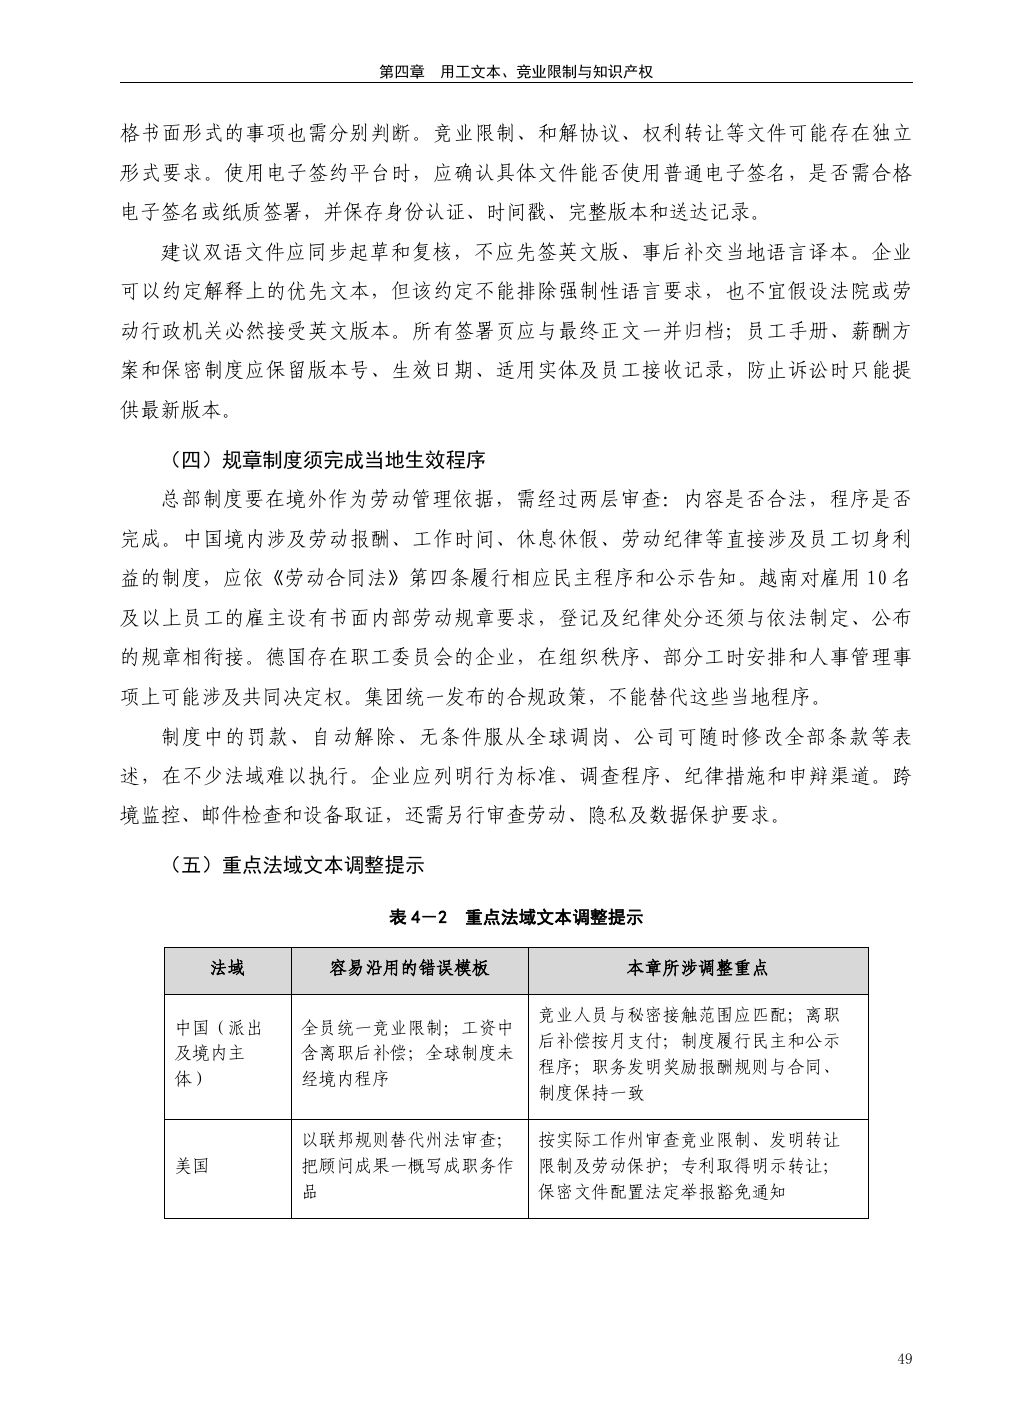 第四章　用工文本、竞业限制与知识产权
格书面形式的事项也需分别判断。竞业限制、和解协议、权利转让等文件可能存在独立
形式要求。使用电子签约平台时，应确认具体文件能否使用普通电子签名，是否需合格
电子签名或纸质签署，并保存身份认证、时间戳、完整版本和送达记录。
建议双语文件应同步起草和复核，不应先签英文版、事后补交当地语言译本。企业
可以约定解释上的优先文本，但该约定不能排除强制性语言要求，也不宜假设法院或劳
动行政机关必然接受英文版本。所有签署页应与最终正文一并归档；员工手册、薪酬方
案和保密制度应保留版本号、生效日期、适用实体及员工接收记录，防止诉讼时只能提
供最新版本。
（四）规章制度须完成当地生效程序
总部制度要在境外作为劳动管理依据，需经过两层审查：内容是否合法，程序是否
完成。中国境内涉及劳动报酬、工作时间、休息休假、劳动纪律等直接涉及员工切身利
益的制度，应依《劳动合同法》第四条履行相应民主程序和公示告知。越南对雇用 10 名
及以上员工的雇主设有书面内部劳动规章要求，登记及纪律处分还须与依法制定、公布
的规章相衔接。德国存在职工委员会的企业，在组织秩序、部分工时安排和人事管理事
项上可能涉及共同决定权。集团统一发布的合规政策，不能替代这些当地程序。
制度中的罚款、自动解除、无条件服从全球调岗、公司可随时修改全部条款等表
述，在不少法域难以执行。企业应列明行为标准、调查程序、纪律措施和申辩渠道。跨
境监控、邮件检查和设备取证，还需另行审查劳动、隐私及数据保护要求。
（五）重点法域文本调整提示
表 4－2　重点法域文本调整提示
法域
容易沿用的错误模板
本章所涉调整重点
中国（派出
及境内主
体）
全员统一竞业限制；工资中
含离职后补偿；全球制度未
经境内程序
竞业人员与秘密接触范围应匹配；离职
后补偿按月支付；制度履行民主和公示
程序；职务发明奖励报酬规则与合同、
制度保持一致
美国
以联邦规则替代州法审查；
把顾问成果一概写成职务作
品
按实际工作州审查竞业限制、发明转让
限制及劳动保护；专利取得明示转让；
保密文件配置法定举报豁免通知
49